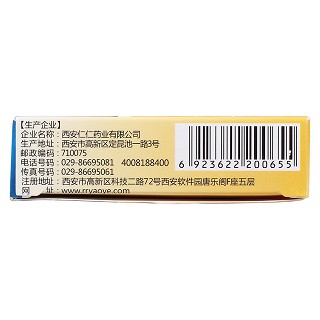 【生产企业】
企业名称：西安仁仁药业有限公司
生产地址：西安市高新区定昆池一路3号
邮政编码：710075
电话号码：029-86695081 4008188400
传真号码：029-86695061
注册地址：西安市高新区科技二路72号西安软件园唐乐阁F座五层
网 址：www.rryaoye.com
6 923622 200655